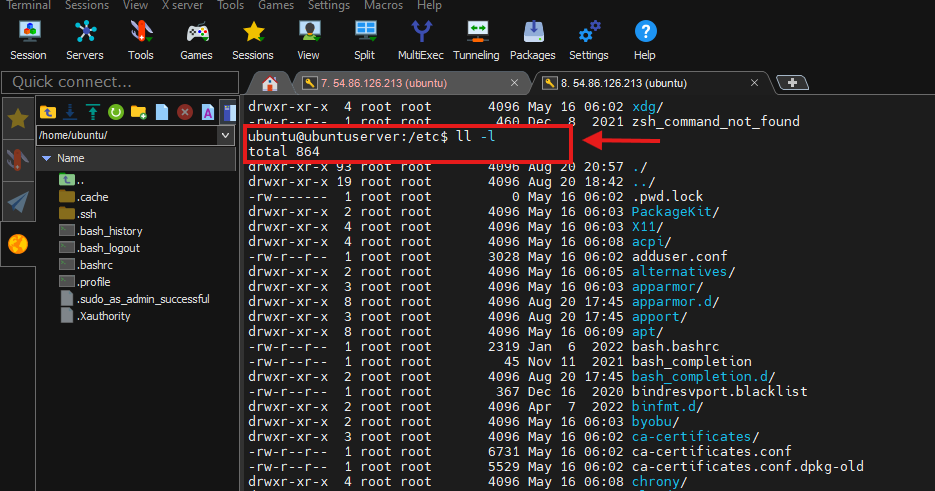 Terminal Sessions View X server Tools Games Settings Macros Help
Session Servers Tools Games Sessions View Split MultiExec Tunneling Packages Settings Help
Quick connect...
7. 54.86.126.213 (ubuntu)
8. 54.86.126.213 (ubuntu)
/home/ubuntu/
Name
..
.cache
.ssh
.bash_history
.bash_logout
.bashrc
.profile
.sudo_as_admin_successful
.Xauthority
drwxr-xr-x 4 root root 4096 May 16 06:02 xdg/
-rw-r--r-- 1 root root 460 Dec 8 2021 zsh_command_not_found
ubuntu@ubuntuserver:/etc$ ll -l
total 864
drwxr-xr-x 93 root root 4096 Aug 20 20:57 ./
drwxr-xr-x 19 root root 4096 Aug 20 18:42 ../
-rw------- 1 root root 0 May 16 06:02 .pwd.lock
drwxr-xr-x 2 root root 4096 May 16 06:03 PackageKit/
drwxr-xr-x 4 root root 4096 May 16 06:03 X11/
drwxr-xr-x 4 root root 4096 May 16 06:08 acpi/
-rw-r--r-- 1 root root 3028 May 16 06:02 adduser.conf
drwxr-xr-x 2 root root 4096 May 16 06:05 alternatives/
drwxr-xr-x 3 root root 4096 May 16 06:03 apparmor/
drwxr-xr-x 8 root root 4096 Aug 20 17:45 apparmor.d/
drwxr-xr-x 3 root root 4096 Aug 20 17:45 apport/
drwxr-xr-x 8 root root 4096 May 16 06:09 apt/
-rw-r--r-- 1 root root 2319 Jan 6 2022 bash.bashrc
-rw-r--r-- 1 root root 45 Nov 11 2021 bash_completion
drwxr-xr-x 2 root root 4096 Aug 20 17:45 bash_completion.d/
-rw-r--r-- 1 root root 367 Dec 16 2020 bindresvport.blacklist
drwxr-xr-x 2 root root 4096 Apr 7 2022 binfmt.d/
drwxr-xr-x 2 root root 4096 May 16 06:03 byobu/
drwxr-xr-x 3 root root 4096 May 16 06:02 ca-certificates/
-rw-r--r-- 1 root root 6731 May 16 06:02 ca-certificates.conf
-rw-r--r-- 1 root root 5529 May 16 06:02 ca-certificates.conf.dpkg-old
drwxr-xr-x 4 root root 4096 May 16 06:08 chrony/